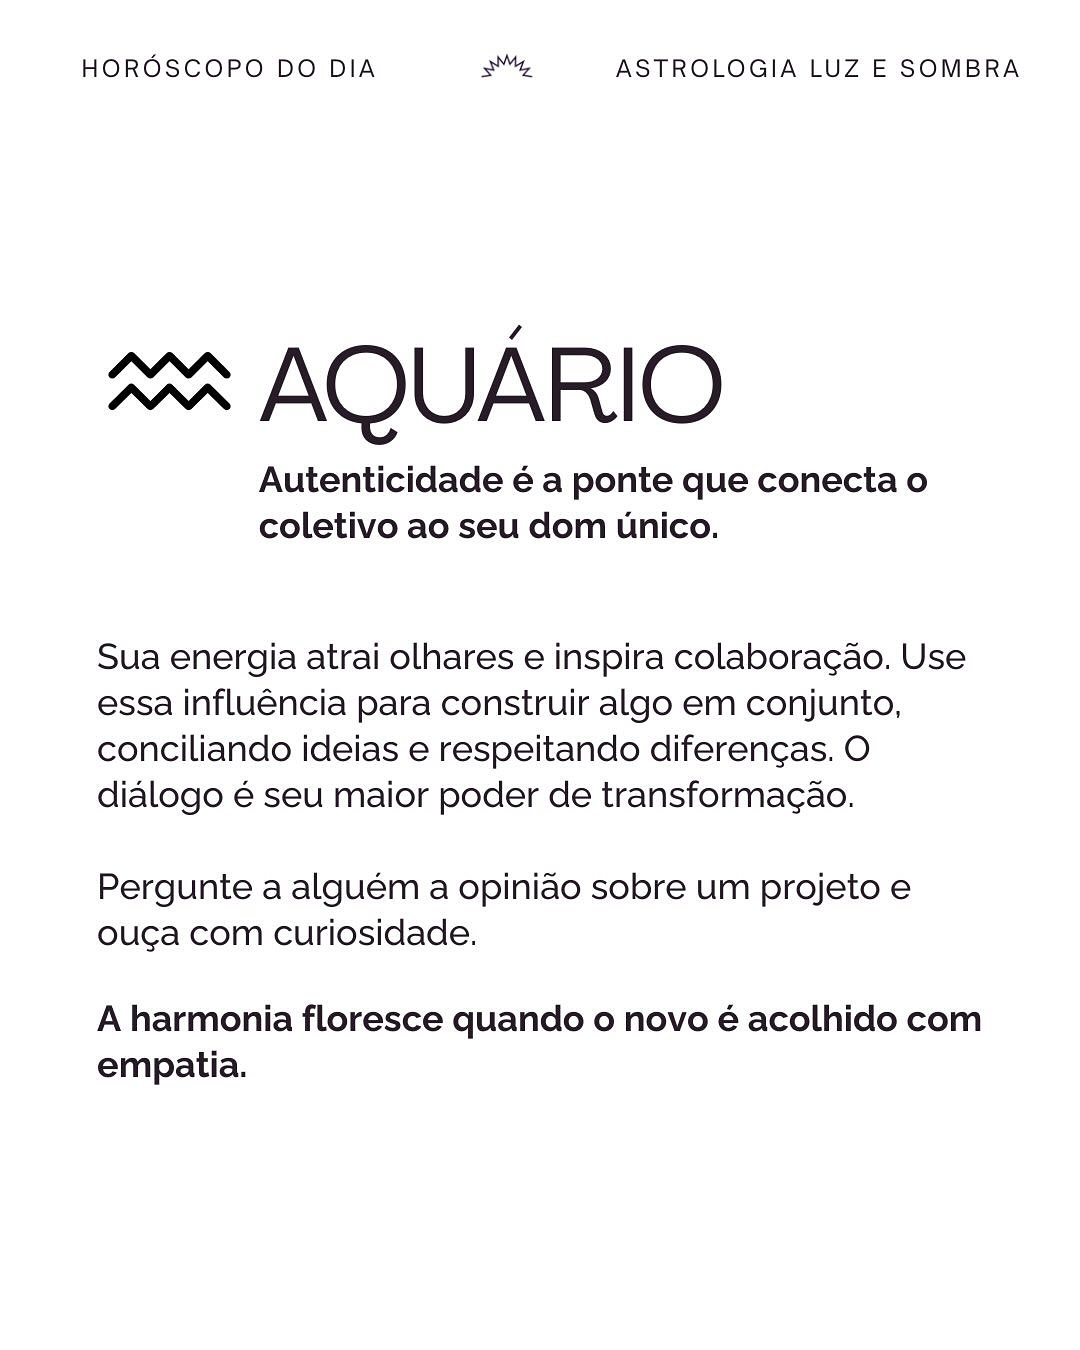 HORÓSCOPO DO DIA
ASTROLOGIA LUZ E SOMBRA
AQUÁRIO
Autenticidade é a ponte que conecta o
coletivo ao seu dom único.
Sua energia atrai olhares e inspira colaboração. Use
essa influência para construir algo em conjunto,
conciliando ideias e respeitando diferenças. O
diálogo é seu maior poder de transformação.
Pergunte a alguém a opinião sobre um projeto e
ouça com curiosidade.
A harmonia floresce quando o novo é acolhido com
empatia.